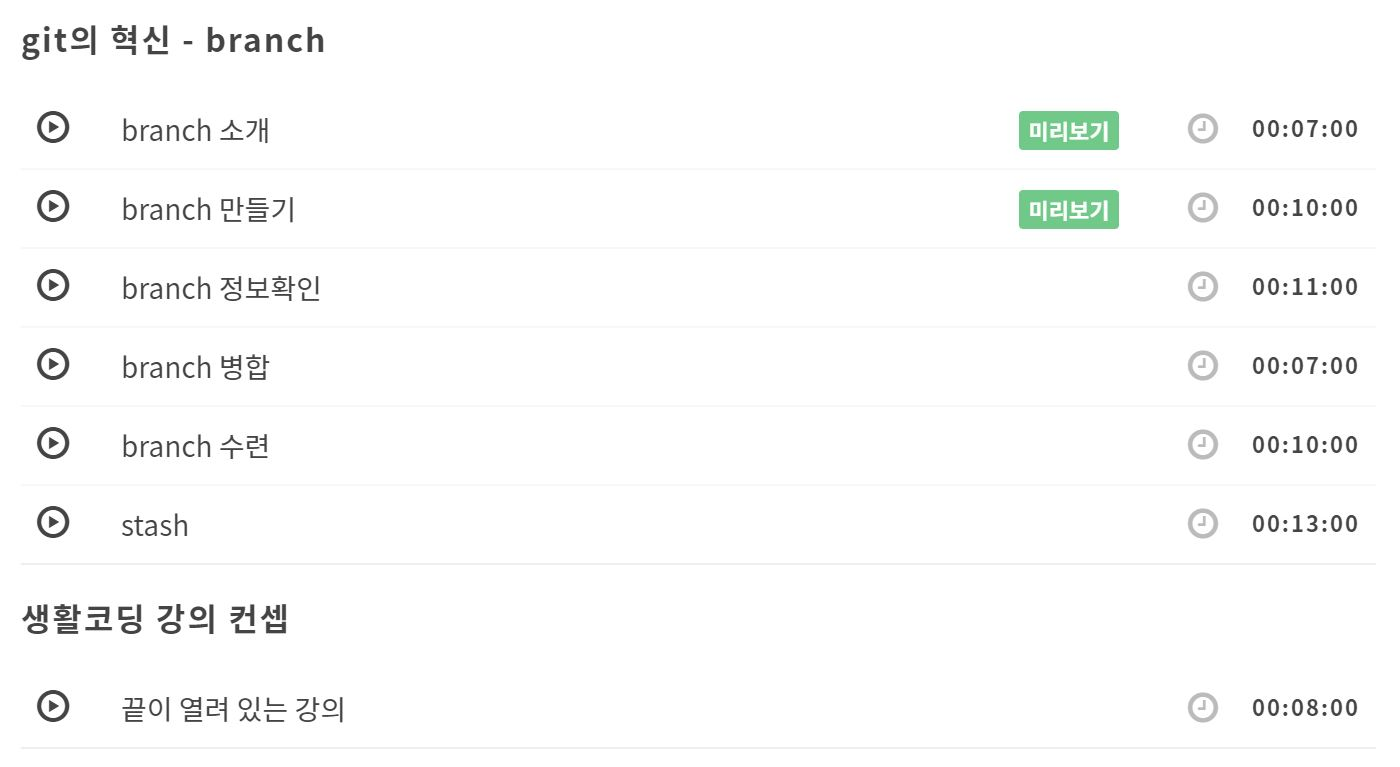 git의 혁신 - branch
branch 소개 미리보기 00:07:00
branch 만들기 미리보기 00:10:00
branch 정보확인 00:11:00
branch 병합 00:07:00
branch 수련 00:10:00
stash 00:13:00
생활코딩 강의 컨셉
끝이 열려 있는 강의 00:08:00